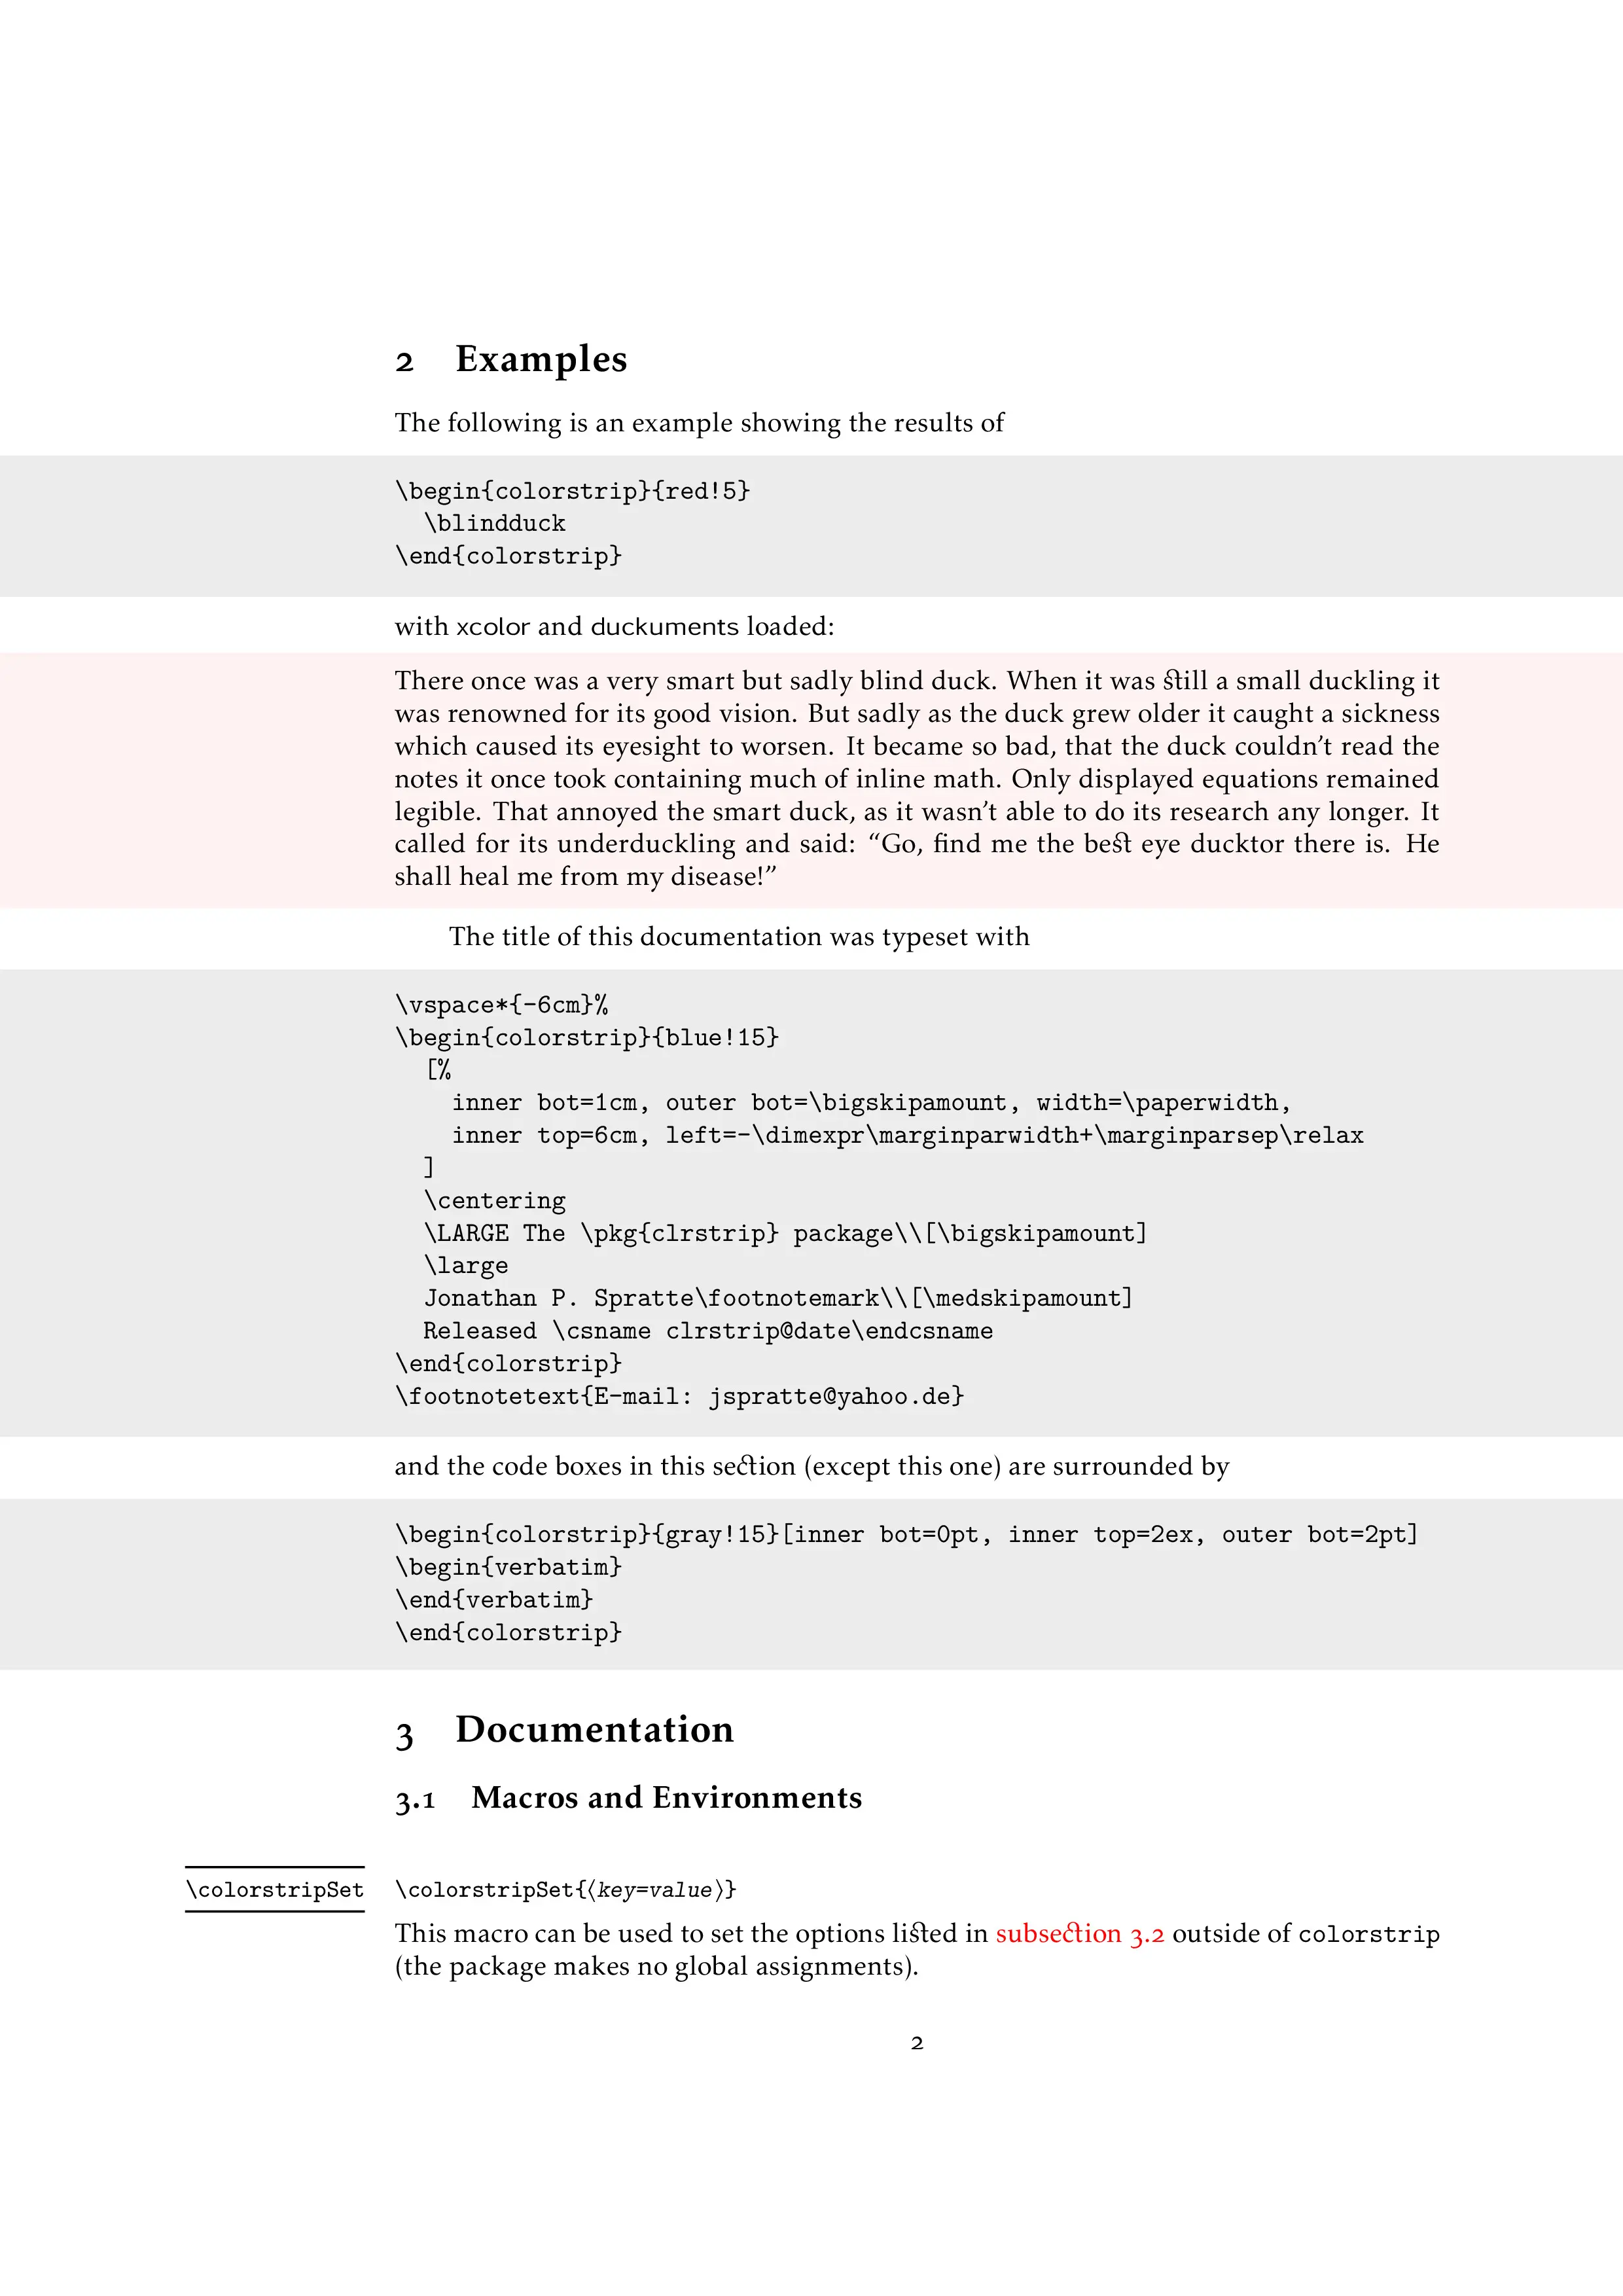 2 Examples
The following is an example showing the results of
\begin{colorstrip}{red!5}
  \blindduck
\end{colorstrip}
with xcolor and duckuments loaded:
There once was a very smart but sadly blind duck. When it was still a small duckling it
was renowned for its good vision. But sadly as the duck grew older it caught a sickness
which caused its eyesight to worsen. It became so bad, that the duck couldn’t read the
notes it once took containing much of inline math. Only displayed equations remained
legible. That annoyed the smart duck, as it wasn’t able to do its research any longer. It
called for its underduckling and said: “Go, find me the best eye ducktor there is. He
shall heal me from my disease!”
The title of this documentation was typeset with
\vspace*{-6cm}%
\begin{colorstrip}{blue!15}
  [%
    inner bot=1cm, outer bot=\bigskipamount, width=\paperwidth,
    inner top=6cm, left=-\dimexpr\marginparwidth+\marginparsep\relax
  ]
  \centering
  \LARGE The \pkg{clrstrip} package\\[\bigskipamount]
  \large
  Jonathan P. Spratte\footnotemark\\[\medskipamount]
  Released \csname clrstrip@date\endcsname
\end{colorstrip}
\footnotetext{E-mail: jspratte@yahoo.de}
and the code boxes in this section (except this one) are surrounded by
\begin{colorstrip}{gray!15}[inner bot=0pt, inner top=2ex, outer bot=2pt]
\begin{verbatim}
\end{verbatim}
\end{colorstrip}
3 Documentation
3.1 Macros and Environments
\colorstripSet \colorstripSet{⟨key=value⟩}
This macro can be used to set the options listed in subsection 3.2 outside of colorstrip
(the package makes no global assignments).
2